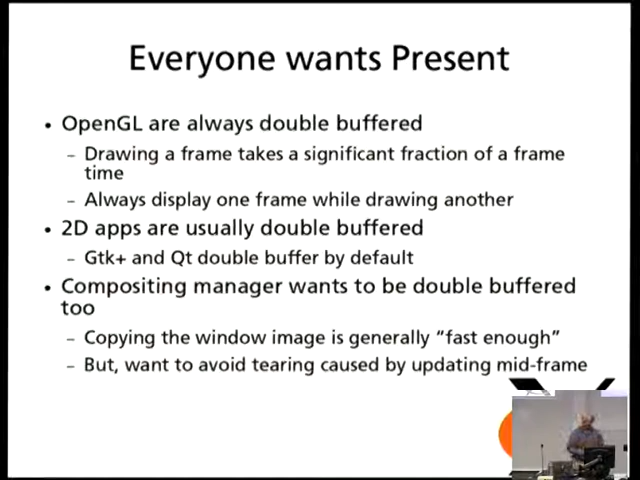 Everyone wants Present
• OpenGL are always double buffered
– Drawing a frame takes a significant fraction of a frame
time
– Always display one frame while drawing another
• 2D apps are usually double buffered
– Gtk+ and Qt double buffer by default
• Compositing manager wants to be double buffered
too
– Copying the window image is generally “fast enough”
– But, want to avoid tearing caused by updating mid-frame